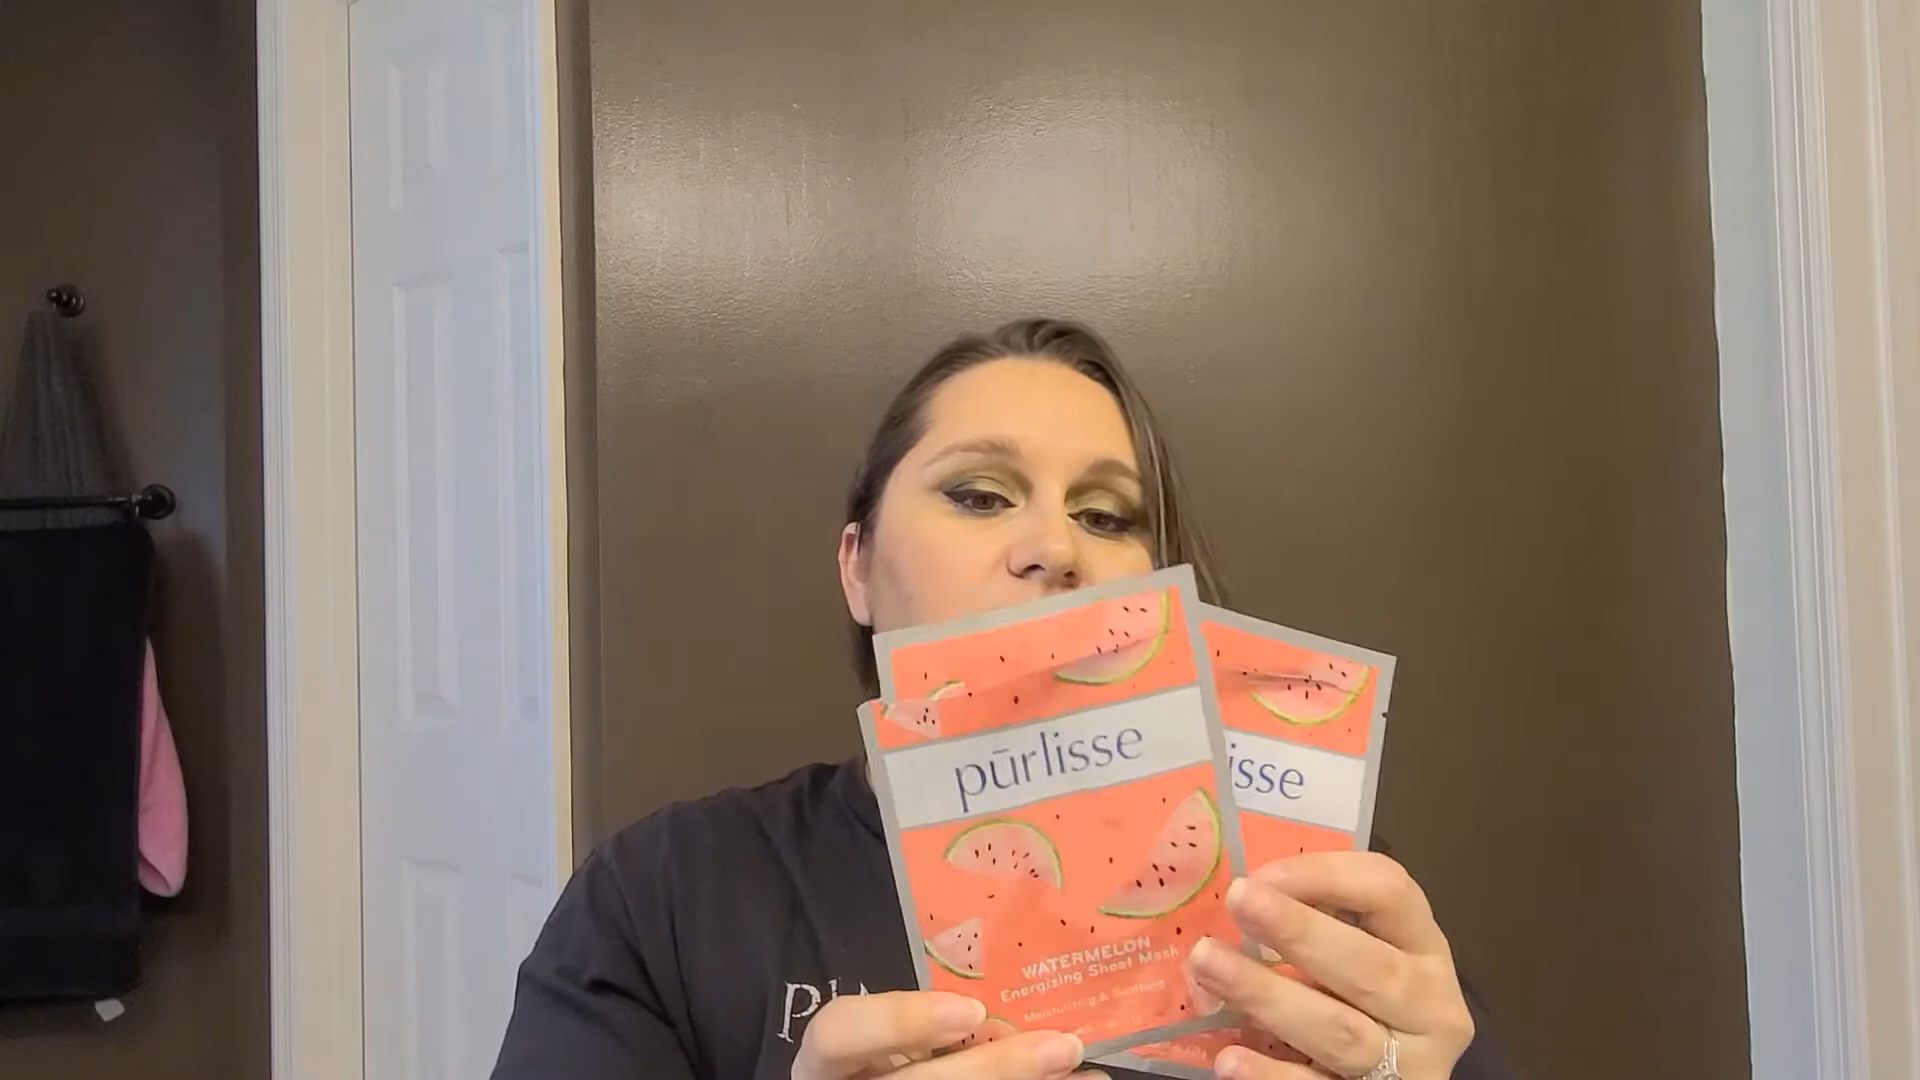 pūrlisse
isse
WATERMELON
Energizing Sheet Mask
Moisturizing & Soothing